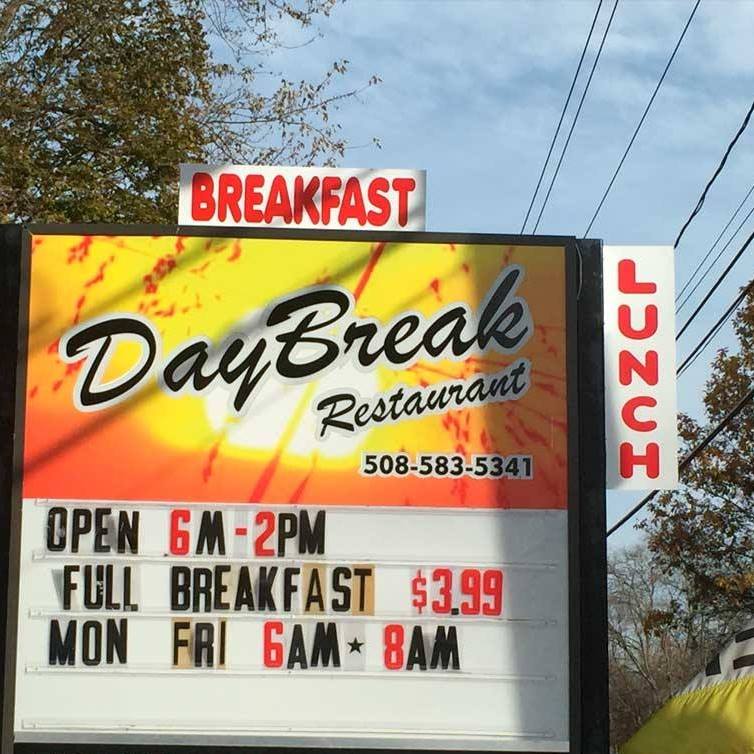 BREAKFAST
DayBreak
Restaurant
508-583-5341
LUNCH
OPEN 6M-2PM
FULL BREAKFAST $3.99
MON FRI 6AM★8AM